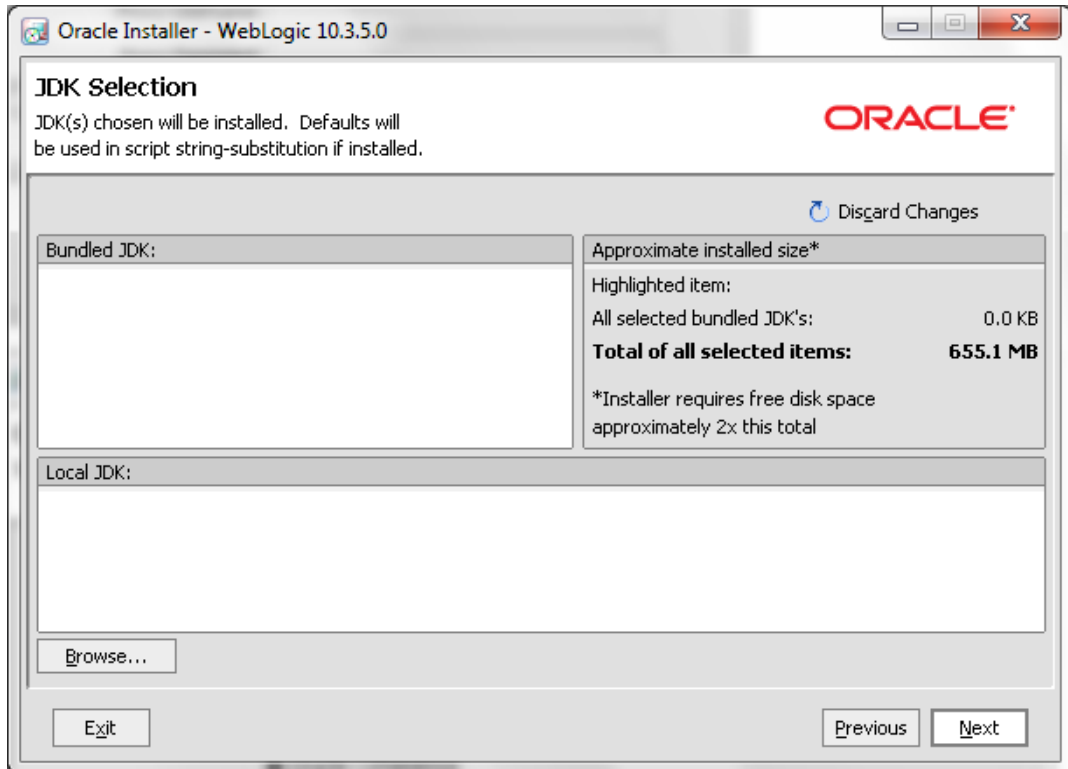 Oracle Installer - WebLogic 10.3.5.0
JDK Selection
JDK(s) chosen will be installed.  Defaults will
be used in script string-substitution if installed.
ORACLE
Discard Changes
Bundled JDK:
Approximate installed size*
Highlighted item:
All selected bundled JDK's: 0.0 KB
Total of all selected items: 655.1 MB
*Installer requires free disk space
approximately 2x this total
Local JDK:
Browse...
Exit
Previous
Next